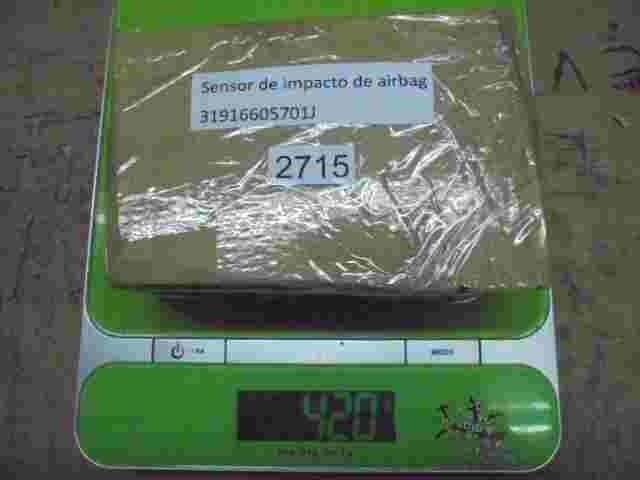 Sensor de impacto de airbag
31916605701J
2715
MODE
420